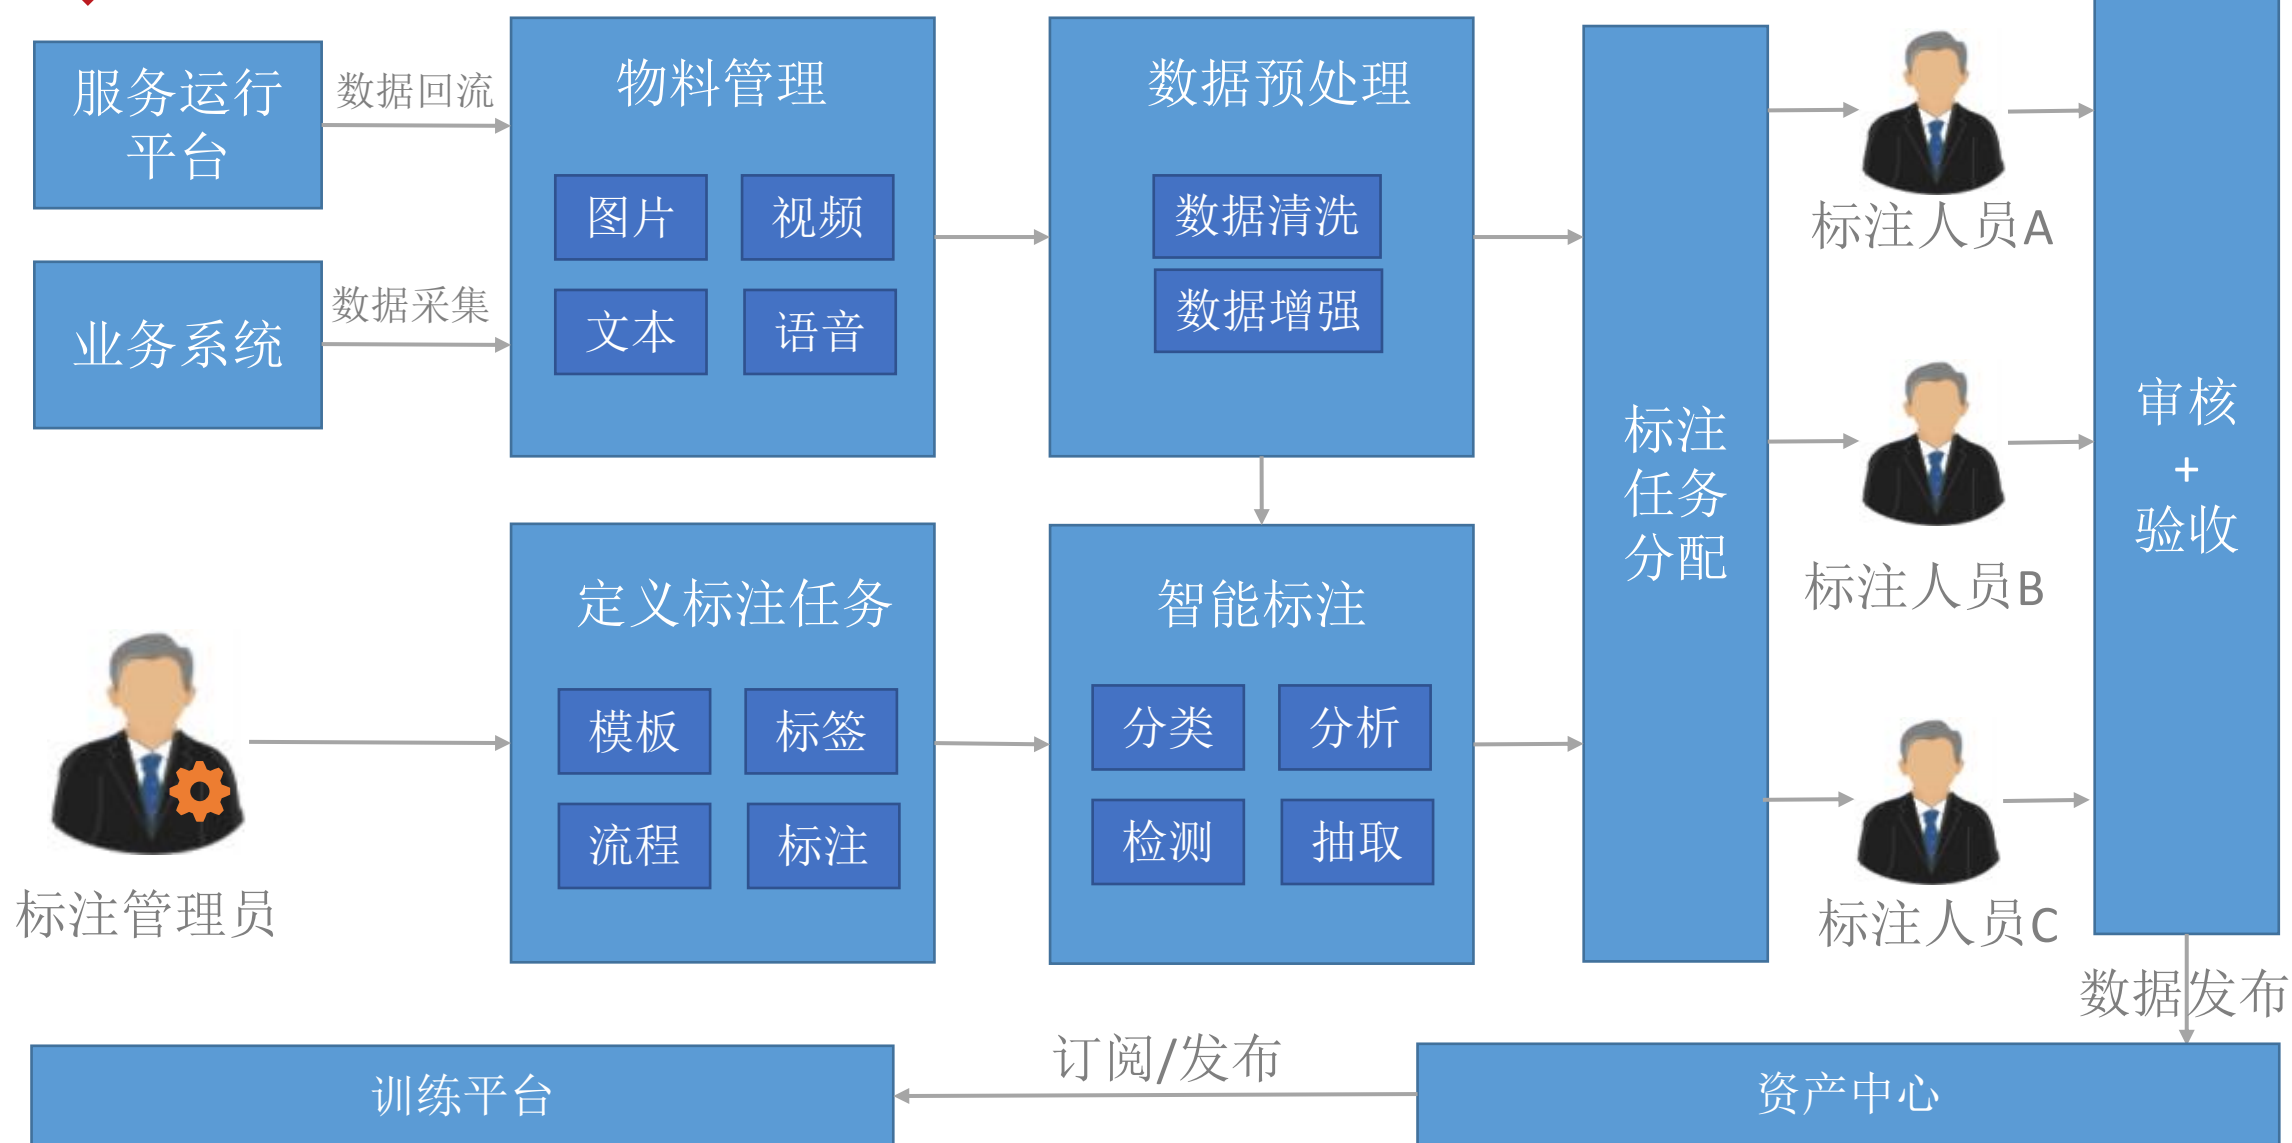 服务运行
平台
数据回流
业务系统
数据采集
物料管理
图片
视频
文本
语音
数据预处理
数据清洗
数据增强
标注管理员
定义标注任务
模板
标签
流程
标注
智能标注
分类
分析
检测
抽取
标注
任务
分配
标注人员A
标注人员B
标注人员C
审核
+
验收
数据发布
资产中心
订阅/发布
训练平台